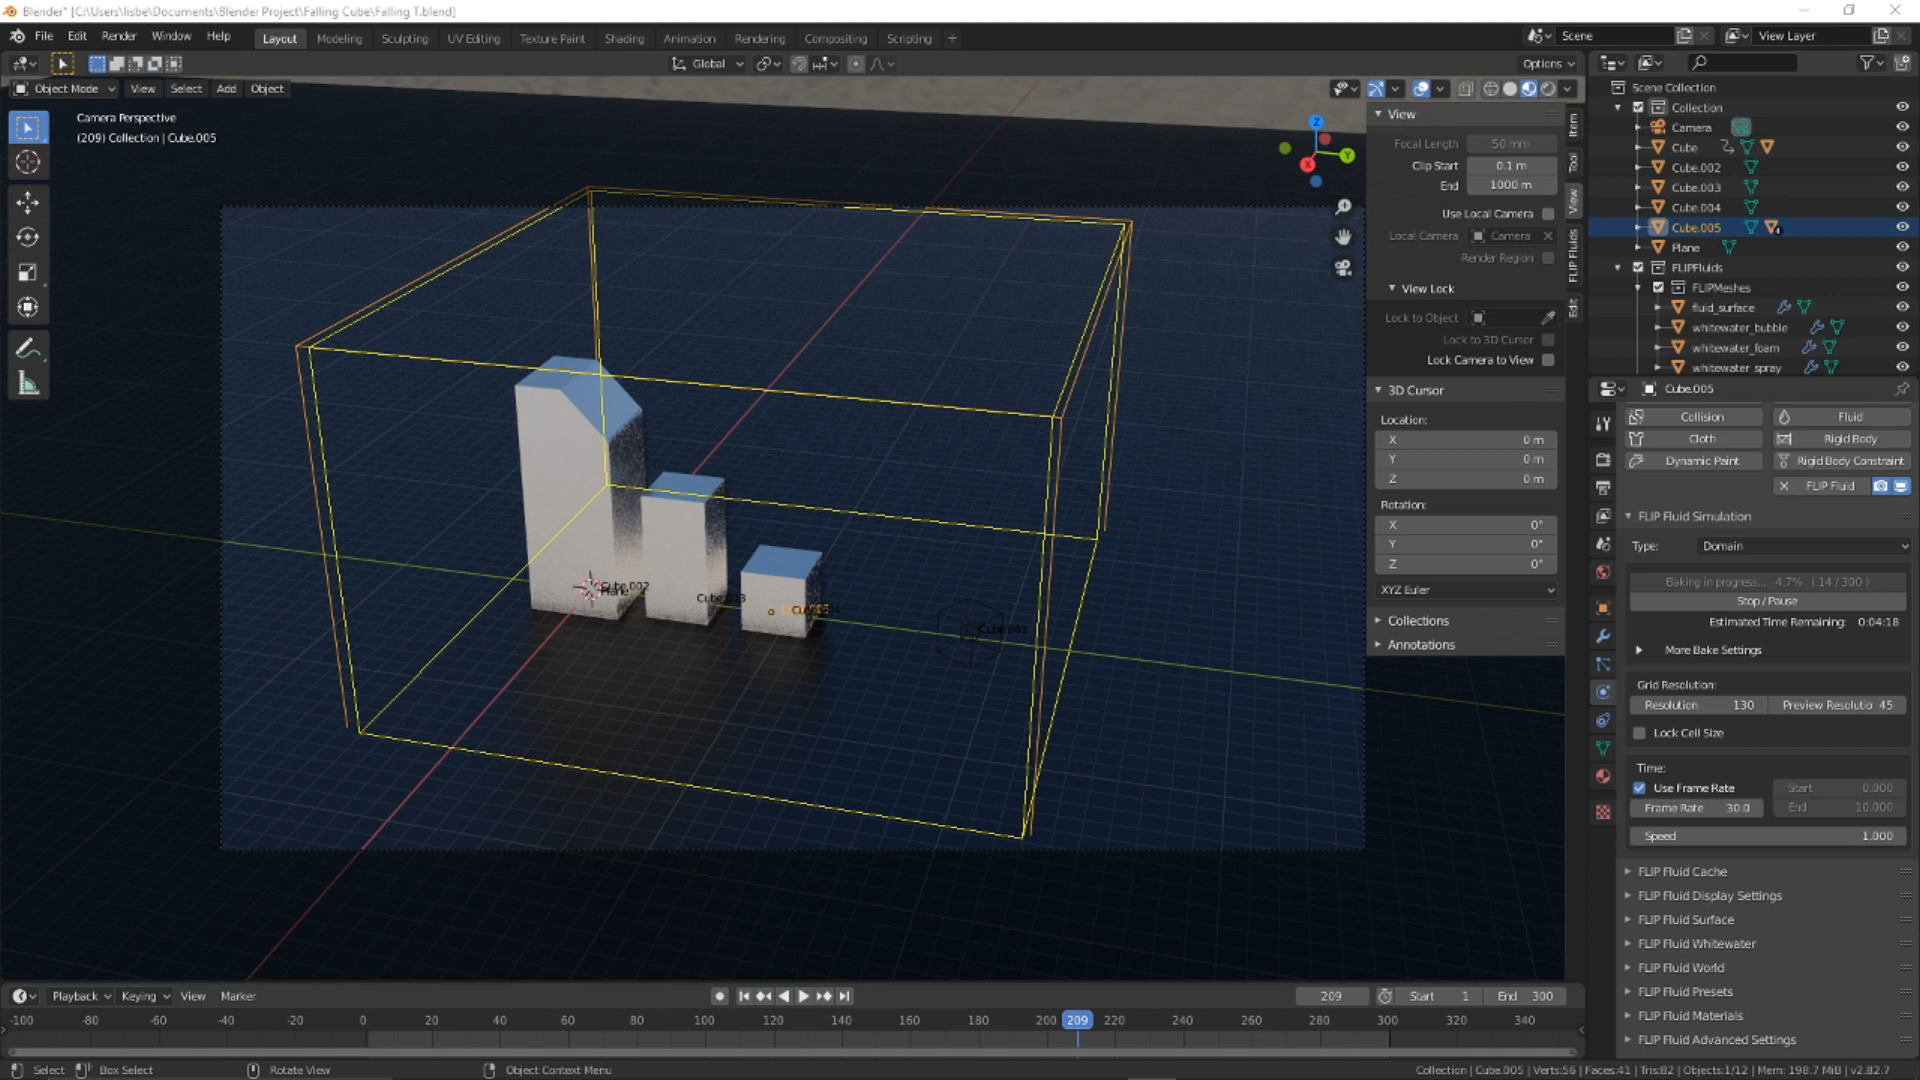 Blender* [C:\Users\lisbe\Documents\Blender Project\Falling Cube\Falling T.blend]
File Edit Render Window Help Layout Modeling Sculpting UV Editing Texture Paint Shading Animation Rendering Compositing Scripting + Scene View Layer
Global Options
Object Mode View Select Add Object
Camera Perspective
(209) Collection | Cube.005
Z
Y
X
Cube.002
Plane
Cube.003
Cube.001
View
Focal Length 50 mm
Clip Start 0.1 m
End 1000 m
Use Local Camera
Local Camera Camera
Render Region
View Lock
Lock to Object
Lock to 3D Cursor
Lock Camera to View
3D Cursor
Location:
X 0 m
Y 0 m
Z 0 m
Rotation:
X 0°
Y 0°
Z 0°
XYZ Euler
Collections
Annotations
Item
Tool
View
FLIP Fluids
Edit
Scene Collection
Collection
Camera
Cube
Cube.002
Cube.003
Cube.004
Cube.005
Plane
FLIPFluids
FLIPMeshes
fluid_surface
whitewater_bubble
whitewater_foam
whitewater_spray
Cube.005
Collision Fluid
Cloth Rigid Body
Dynamic Paint Rigid Body Constraint
FLIP Fluid
FLIP Fluid Simulation
Type: Domain
Baking in progress... 4.7% ( 14 / 300 )
Stop / Pause
Estimated Time Remaining: 0:04:18
More Bake Settings
Grid Resolution:
Resolution 130 Preview Resolutio 45
Lock Cell Size
Time:
Use Frame Rate Start 0.000
Frame Rate 30.0 End 10.000
Speed 1.000
FLIP Fluid Cache
FLIP Fluid Display Settings
FLIP Fluid Surface
FLIP Fluid Whitewater
FLIP Fluid World
FLIP Fluid Presets
FLIP Fluid Materials
FLIP Fluid Advanced Settings
Playback Keying View Marker 209 Start 1 End 300
-100 -80 -60 -40 -20 0 20 40 60 80 100 120 140 160 180 200 209 220 240 260 280 300 320 340
Select Box Select Rotate View Object Context Menu Collection | Cube.005 | Verts:56 | Faces:41 | Tris:82 | Objects:1/12 | Mem: 198.7 MiB | v2.82.7